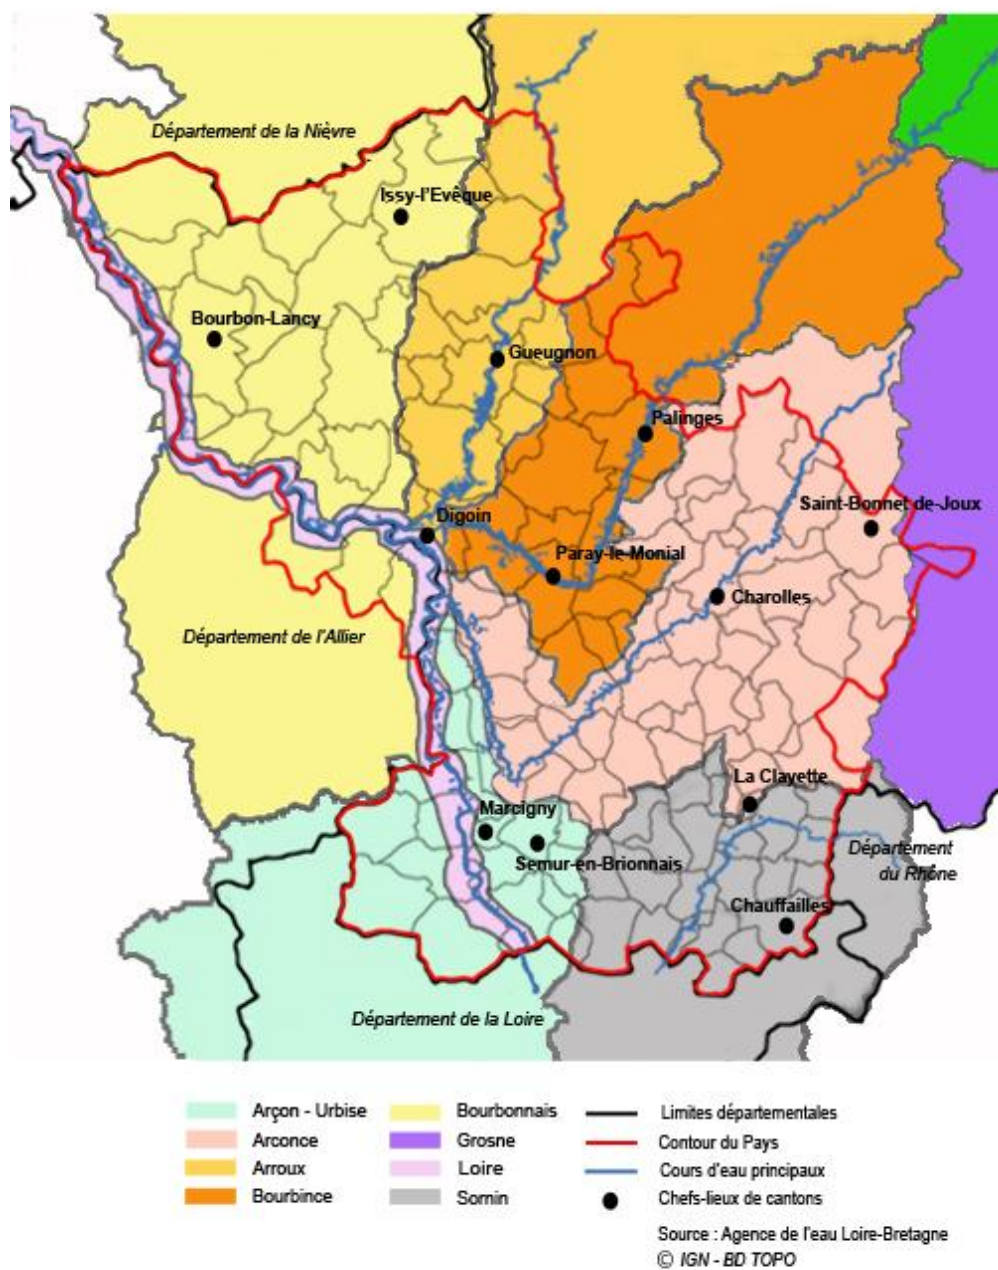 Département de la Nièvre
Issy-l'Evêque
Bourbon-Lancy
Gueugnon
Palinges
Saint-Bonnet de-Joux
Digoin
Paray-le-Monial
Charolles
Département de l'Allier
La Clayette
Marcigny
Semur-en-Brionnais
Département
du Rhône
Chauffailles
Département de la Loire
Arçon - Urbise
Arconce
Arroux
Bourbince
Bourbonnais
Grosne
Loire
Sornin
Limites départementales
Contour du Pays
Cours d'eau principaux
Chefs-lieux de cantons
Source : Agence de l'eau Loire-Bretagne
© IGN - BD TOPO